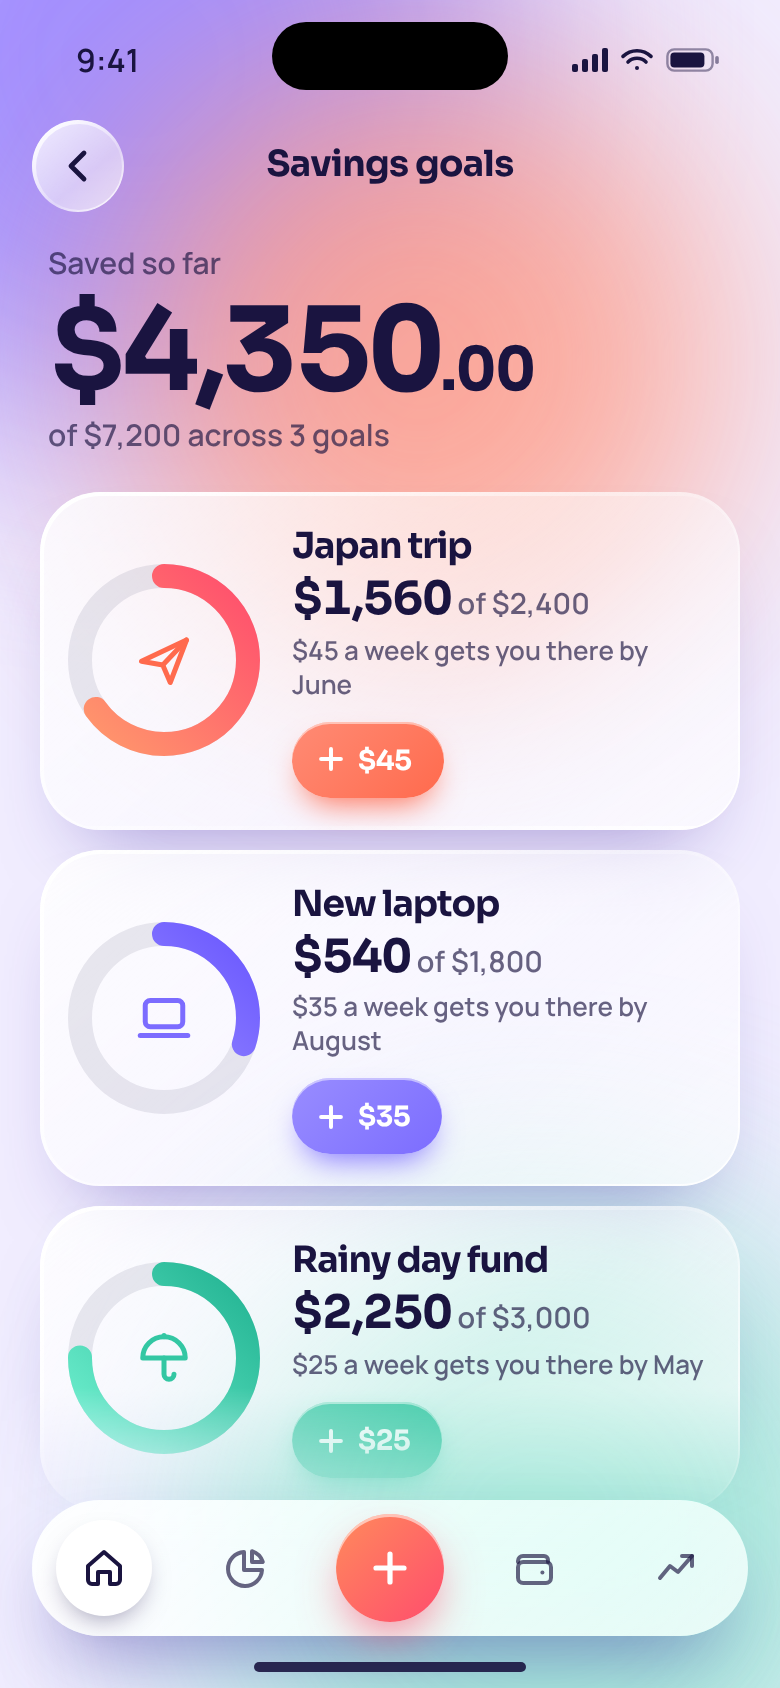 9:41
Savings goals
Saved so far
$4,350.00
of $7,200 across 3 goals
Japan trip
$1,560 of $2,400
$45 a week gets you there by
June
+ $45
New laptop
$540 of $1,800
$35 a week gets you there by
August
+ $35
Rainy day fund
$2,250 of $3,000
$25 a week gets you there by May
+ $25